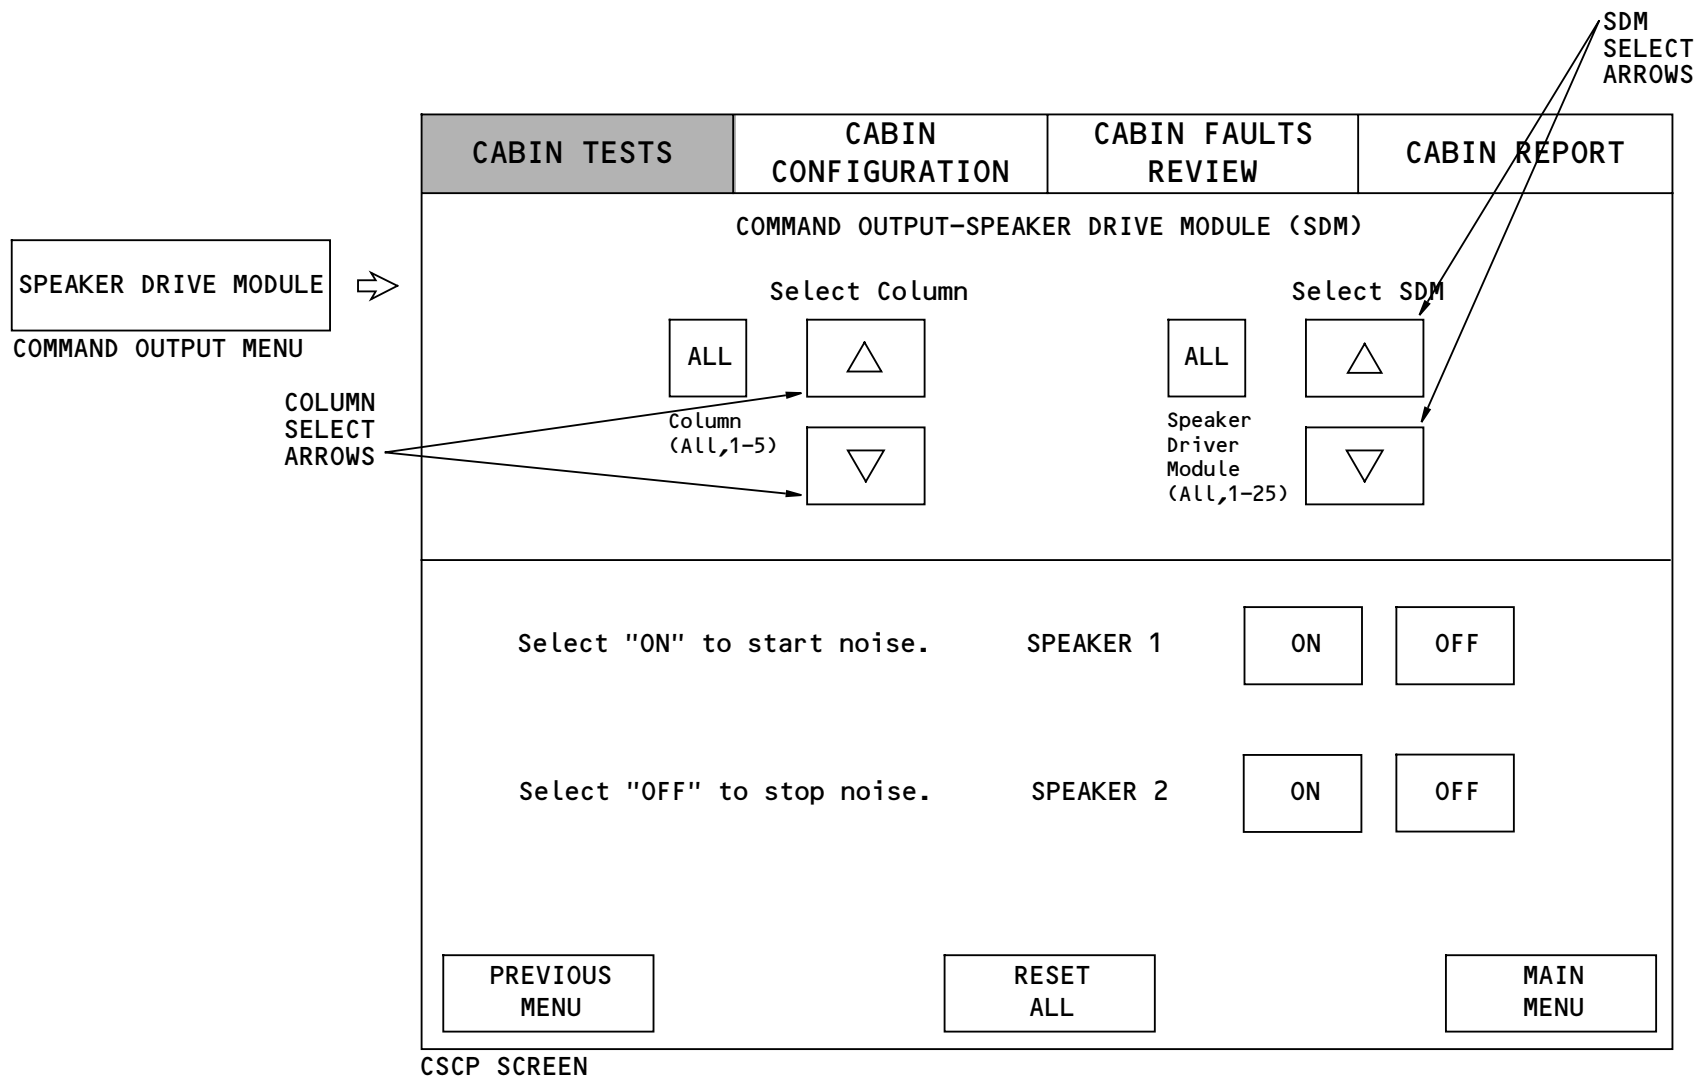 SDM
SELECT
ARROWS
CABIN TESTS
CABIN
CONFIGURATION
CABIN FAULTS
REVIEW
CABIN REPORT
COMMAND OUTPUT-SPEAKER DRIVE MODULE (SDM)
SPEAKER DRIVE MODULE
COMMAND OUTPUT MENU
Select Column
ALL
Column
(All,1-5)
COLUMN
SELECT
ARROWS
Select SDM
ALL
Speaker
Driver
Module
(All,1-25)
Select "ON" to start noise.
SPEAKER 1
ON
OFF
Select "OFF" to stop noise.
SPEAKER 2
ON
OFF
PREVIOUS
MENU
RESET
ALL
MAIN
MENU
CSCP SCREEN